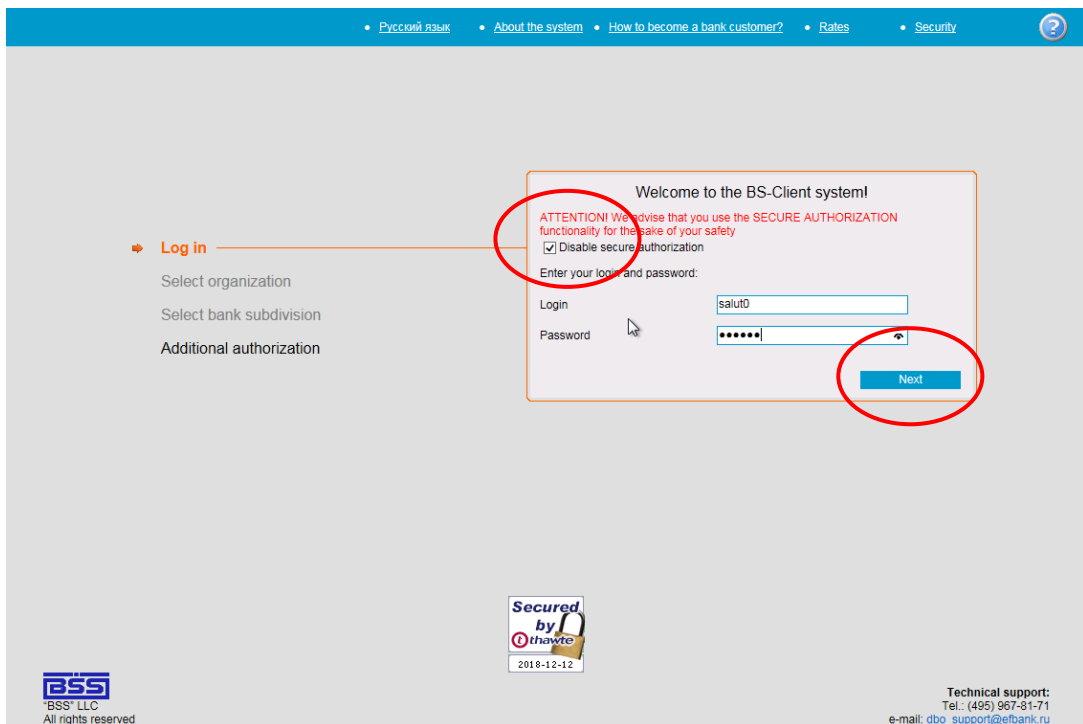 Русский язык
About the system
How to become a bank customer?
Rates
Security
?
Welcome to the BS-Client system!
ATTENTION! We advise that you use the SECURE AUTHORIZATION
functionality for the sake of your safety
Disable secure authorization
Enter your login and password:
Log in
Select organization
Select bank subdivision
Additional authorization
Login
salut0
Password
••••••
Next
Secured
by
thawte
2018-12-12
BSS
"BSS" LLC
All rights reserved
Technical support:
Tel.: (495) 967-81-71
e-mail: dbo_support@efbank.ru